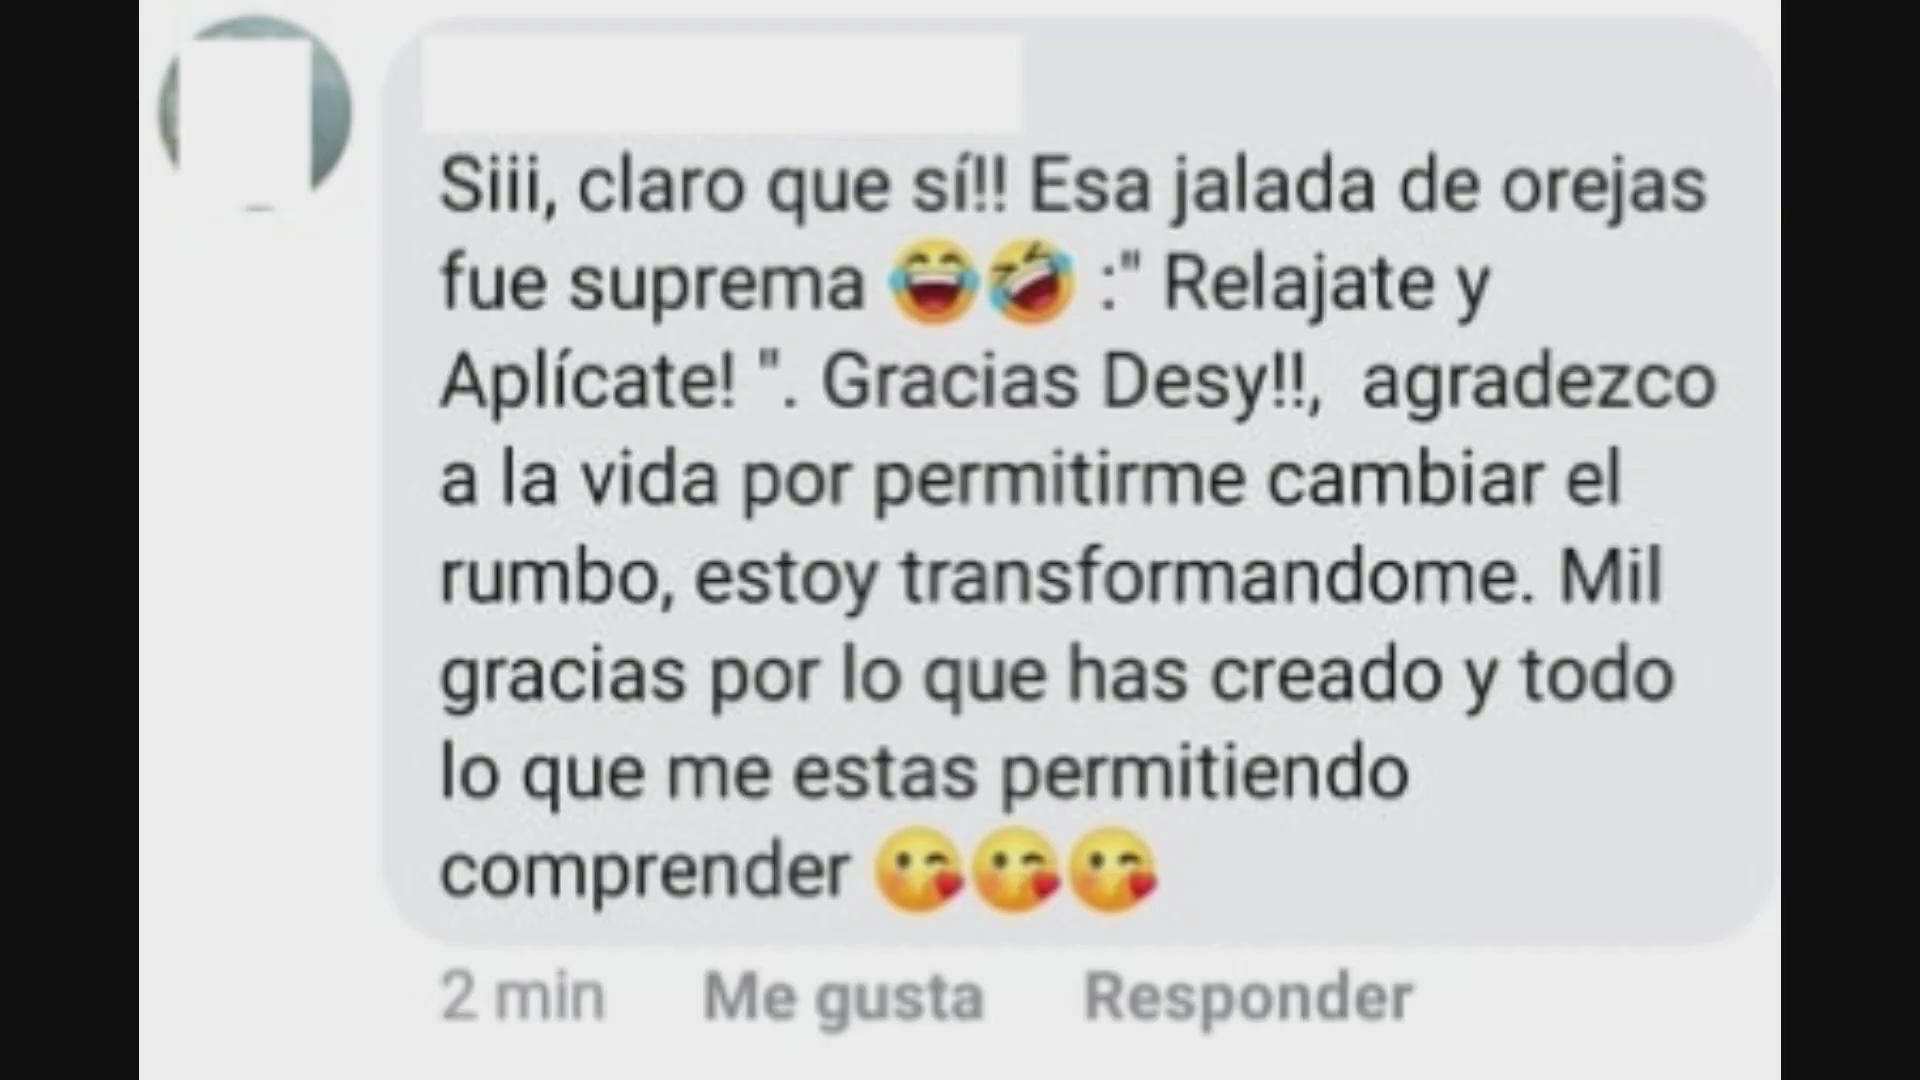 Siii, claro que sí!! Esa jalada de orejas
fue suprema 😂🤣 :" Relajate y
Aplícate! ". Gracias Desy!!,  agradezco
a la vida por permitirme cambiar el
rumbo, estoy transformandome. Mil
gracias por lo que has creado y todo
lo que me estas permitiendo
comprender 😘😘😘
2 min Me gusta Responder